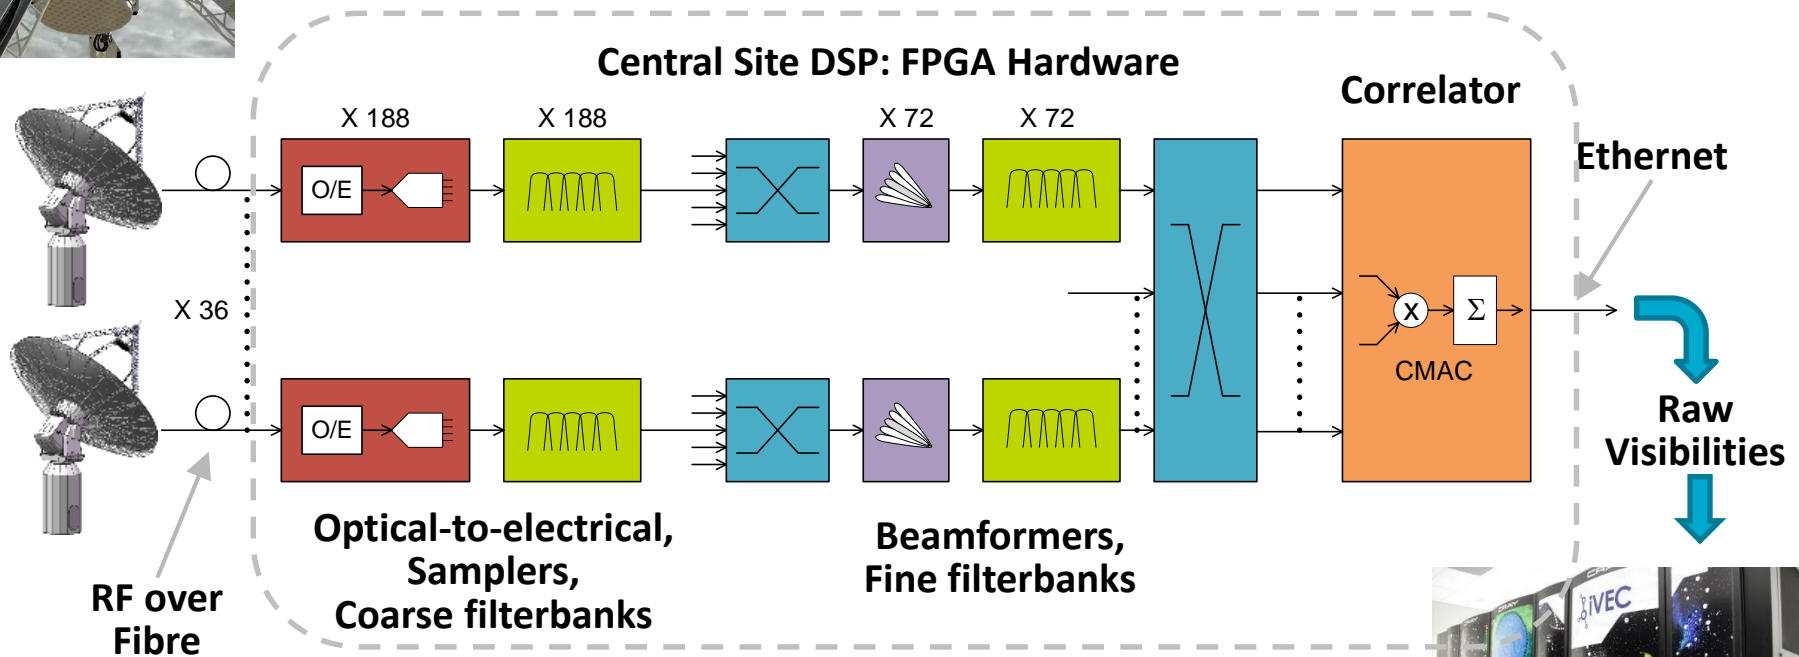 Central Site DSP: FPGA Hardware
Correlator
X 188
X 188
X 72
X 72
Ethernet
O/E
X 36
X
Σ
CMAC
O/E
Raw
Visibilities
Optical-to-electrical,
Samplers,
Coarse filterbanks
Beamformers,
Fine filterbanks
RF over
Fibre
iVEC